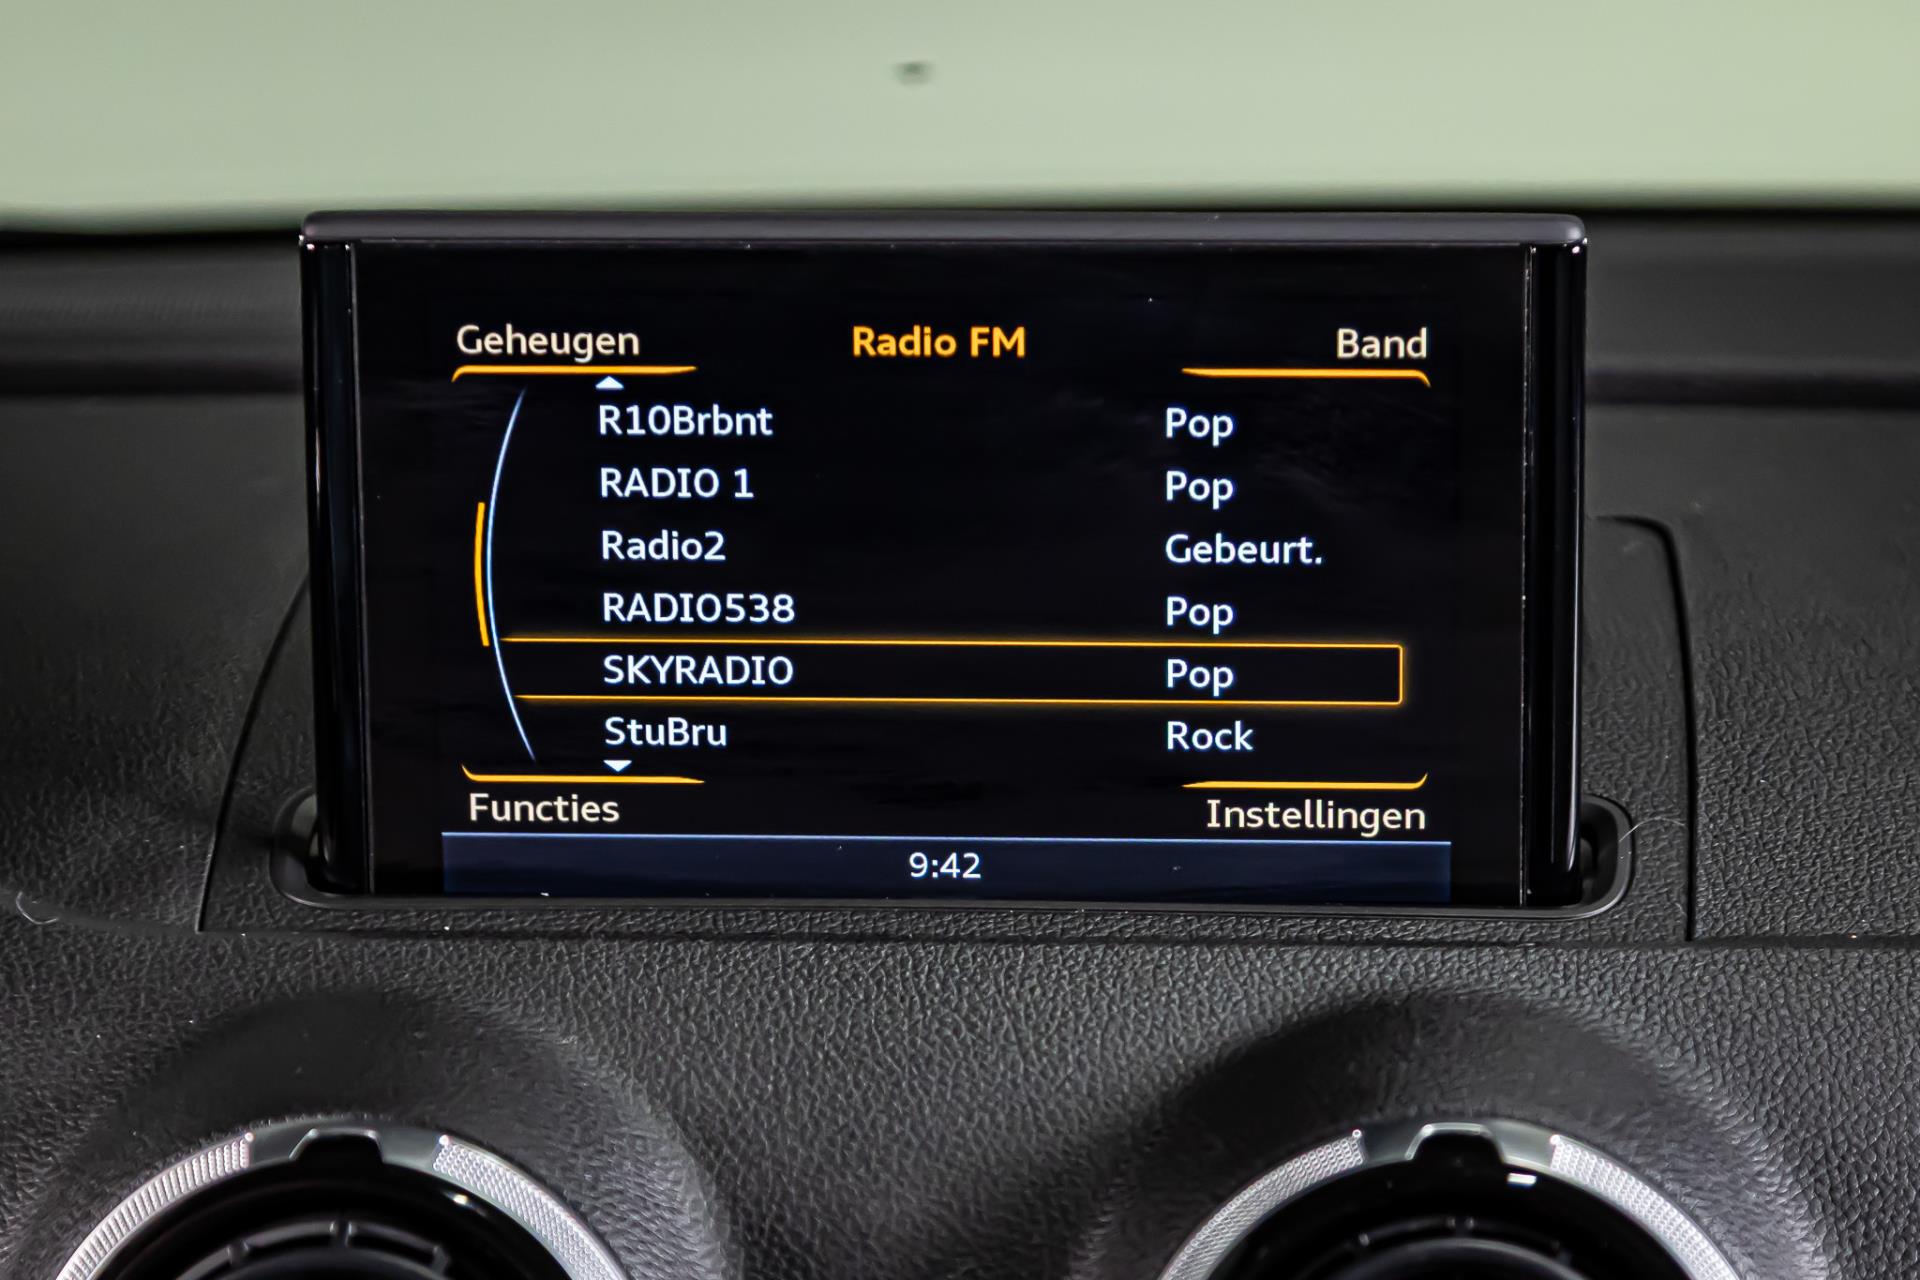 Geheugen Radio FM Band
R10Brbnt Pop
RADIO 1 Pop
Radio2 Gebeurt.
RADIO538 Pop
SKYRADIO Pop
StuBru Rock
Functies Instellingen
9:42